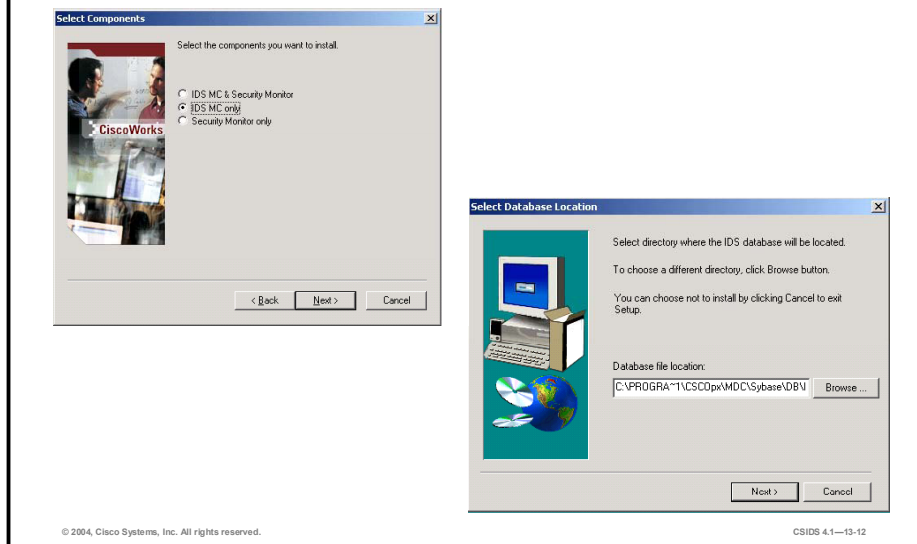 Select Components
Select the components you want to install.
IDS MC & Security Monitor
IDS MC only
Security Monitor only
CiscoWorks
< Back
Next >
Cancel
Select Database Location
Select directory where the IDS database will be located.
To choose a different directory, click Browse button.
You can choose not to install by clicking Cancel to exit
Setup.
Database file location:
C:\PROGRA~1\CSCOpx\MDC\Sybase\DB\I
Browse ...
Next >
Cancel
© 2004, Cisco Systems, Inc. All rights reserved.
CSIDS 4.1—13-12